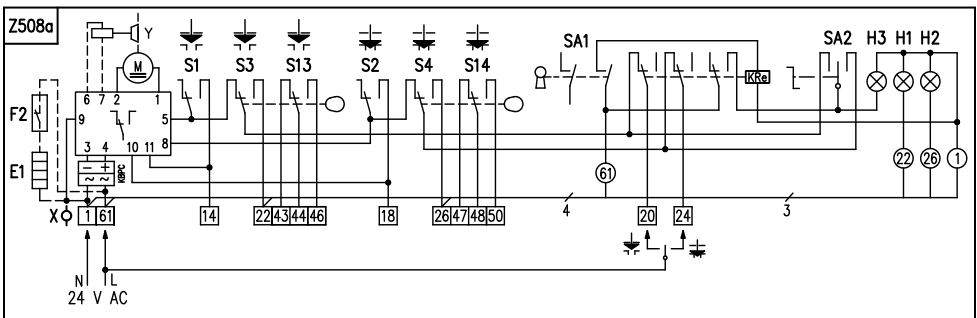 Z508a
Y
M
S1 S3 S13 S2 S4 S14
SA1
KRe
SA2 H3 H1 H2
F2
6 7 2 1
9 5
8
3 4 10 11
E1
– +
~ ~
KBPC
61
22 26 1
X
1 61 14 22 43 44 46 18 26 47 48 50
4
20 24
3
N L
24 V AC